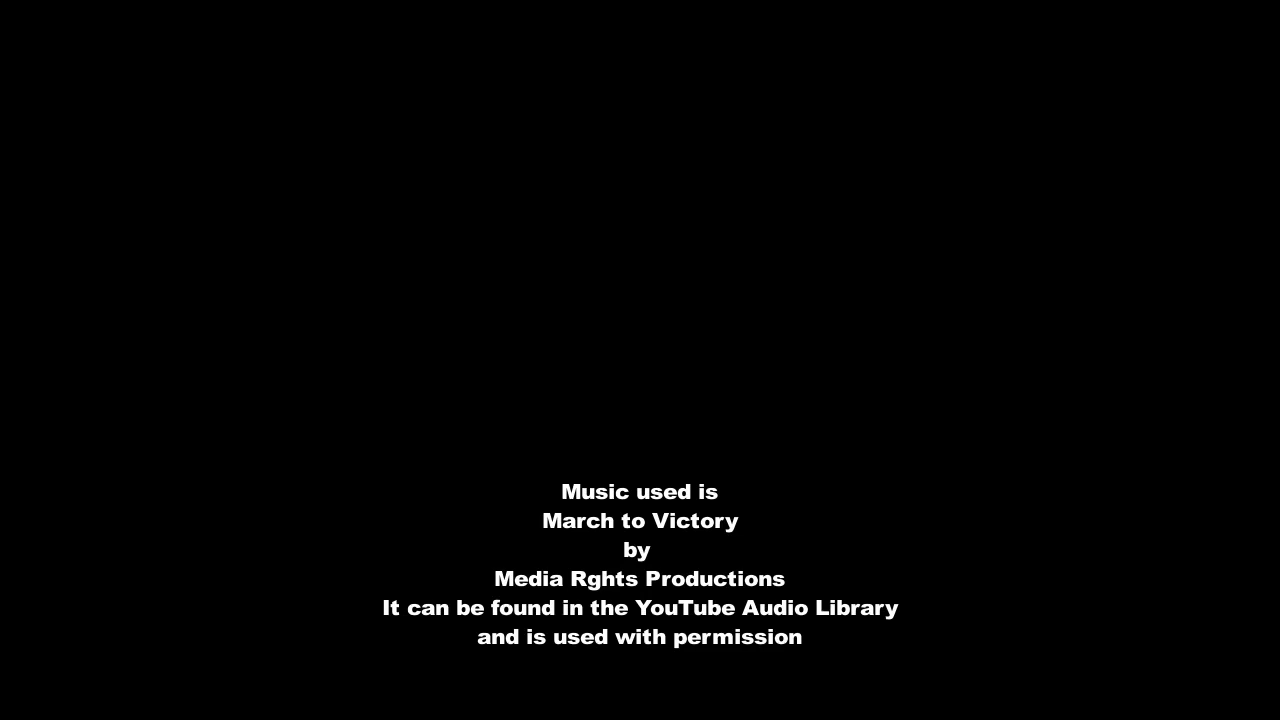 Music used is
March to Victory
by
Media Rghts Productions
It can be found in the YouTube Audio Library
and is used with permission